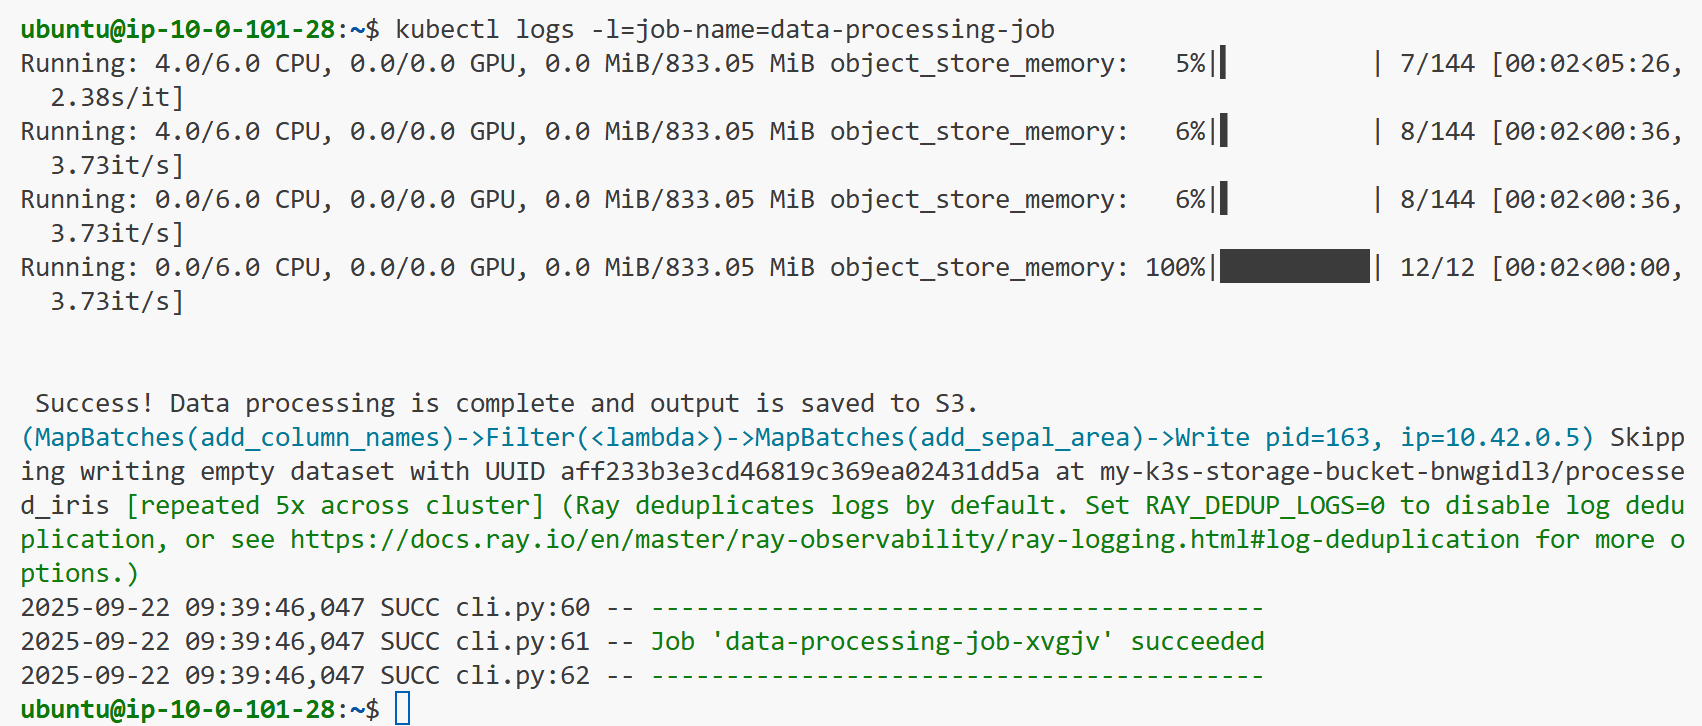 ubuntu@ip-10-0-101-28:~$ kubectl logs -l=job-name=data-processing-job
Running: 4.0/6.0 CPU, 0.0/0.0 GPU, 0.0 MiB/833.05 MiB object_store_memory:   5%|▌         | 7/144 [00:02<05:26,
  2.38s/it]
Running: 4.0/6.0 CPU, 0.0/0.0 GPU, 0.0 MiB/833.05 MiB object_store_memory:   6%|▌         | 8/144 [00:02<00:36,
  3.73it/s]
Running: 0.0/6.0 CPU, 0.0/0.0 GPU, 0.0 MiB/833.05 MiB object_store_memory:   6%|▌         | 8/144 [00:02<00:36,
  3.73it/s]
Running: 0.0/6.0 CPU, 0.0/0.0 GPU, 0.0 MiB/833.05 MiB object_store_memory: 100%|██████████| 12/12 [00:02<00:00,
  3.73it/s]
 Success! Data processing is complete and output is saved to S3.
(MapBatches(add_column_names)->Filter(<lambda>)->MapBatches(add_sepal_area)->Write pid=163, ip=10.42.0.5) Skipp
ing writing empty dataset with UUID aff233b3e3cd46819c369ea02431dd5a at my-k3s-storage-bucket-bnwgidl3/processe
d_iris [repeated 5x across cluster] (Ray deduplicates logs by default. Set RAY_DEDUP_LOGS=0 to disable log dedu
plication, or see https://docs.ray.io/en/master/ray-observability/ray-logging.html#log-deduplication for more o
ptions.)
2025-09-22 09:39:46,047 SUCC cli.py:60 -- -----------------------------------------
2025-09-22 09:39:46,047 SUCC cli.py:61 -- Job 'data-processing-job-xvgjv' succeeded
2025-09-22 09:39:46,047 SUCC cli.py:62 -- -----------------------------------------
ubuntu@ip-10-0-101-28:~$